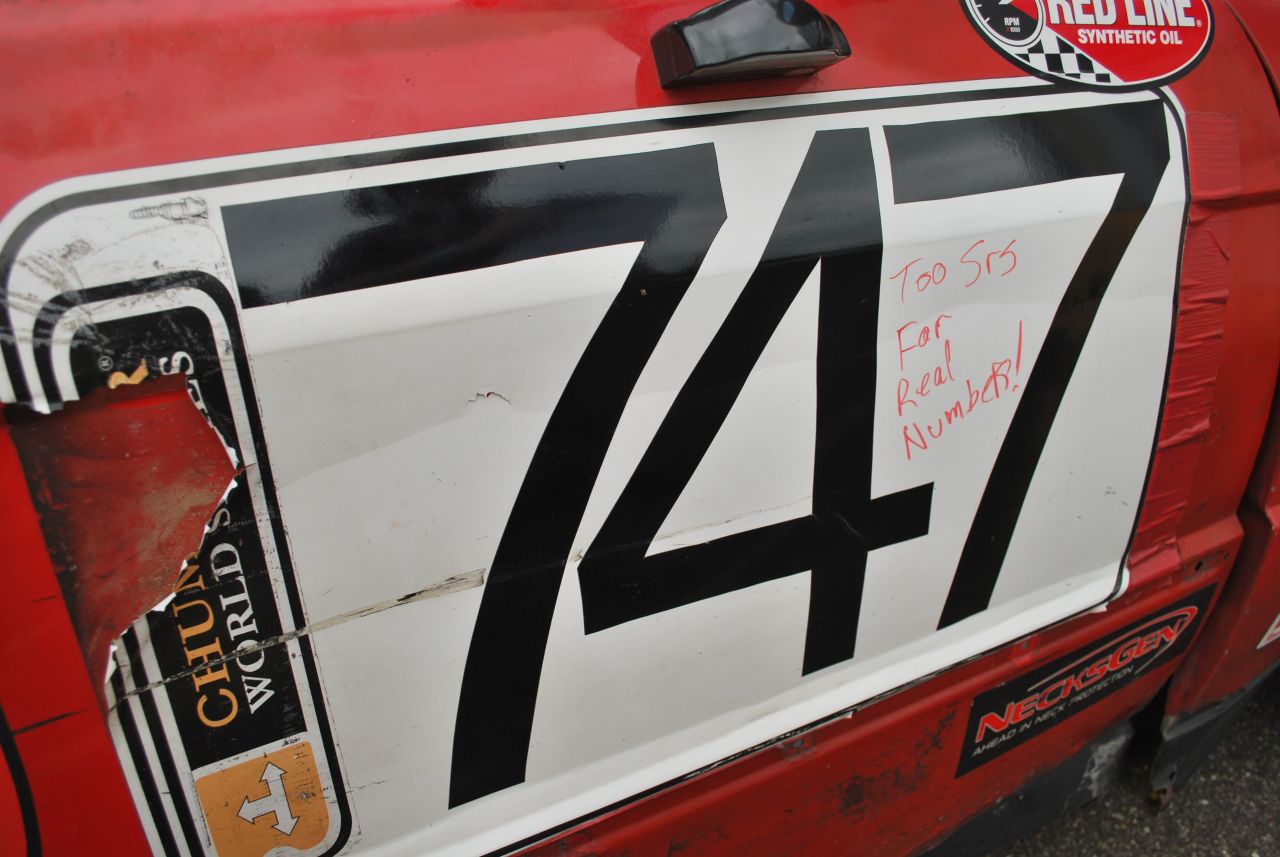 RPM
RED LINE®
SYNTHETIC OIL
747
Too Srs
For
Real
Numbers!
CHUM
WORLD
NECKSGEN
AHEAD IN NECK PROTECTION